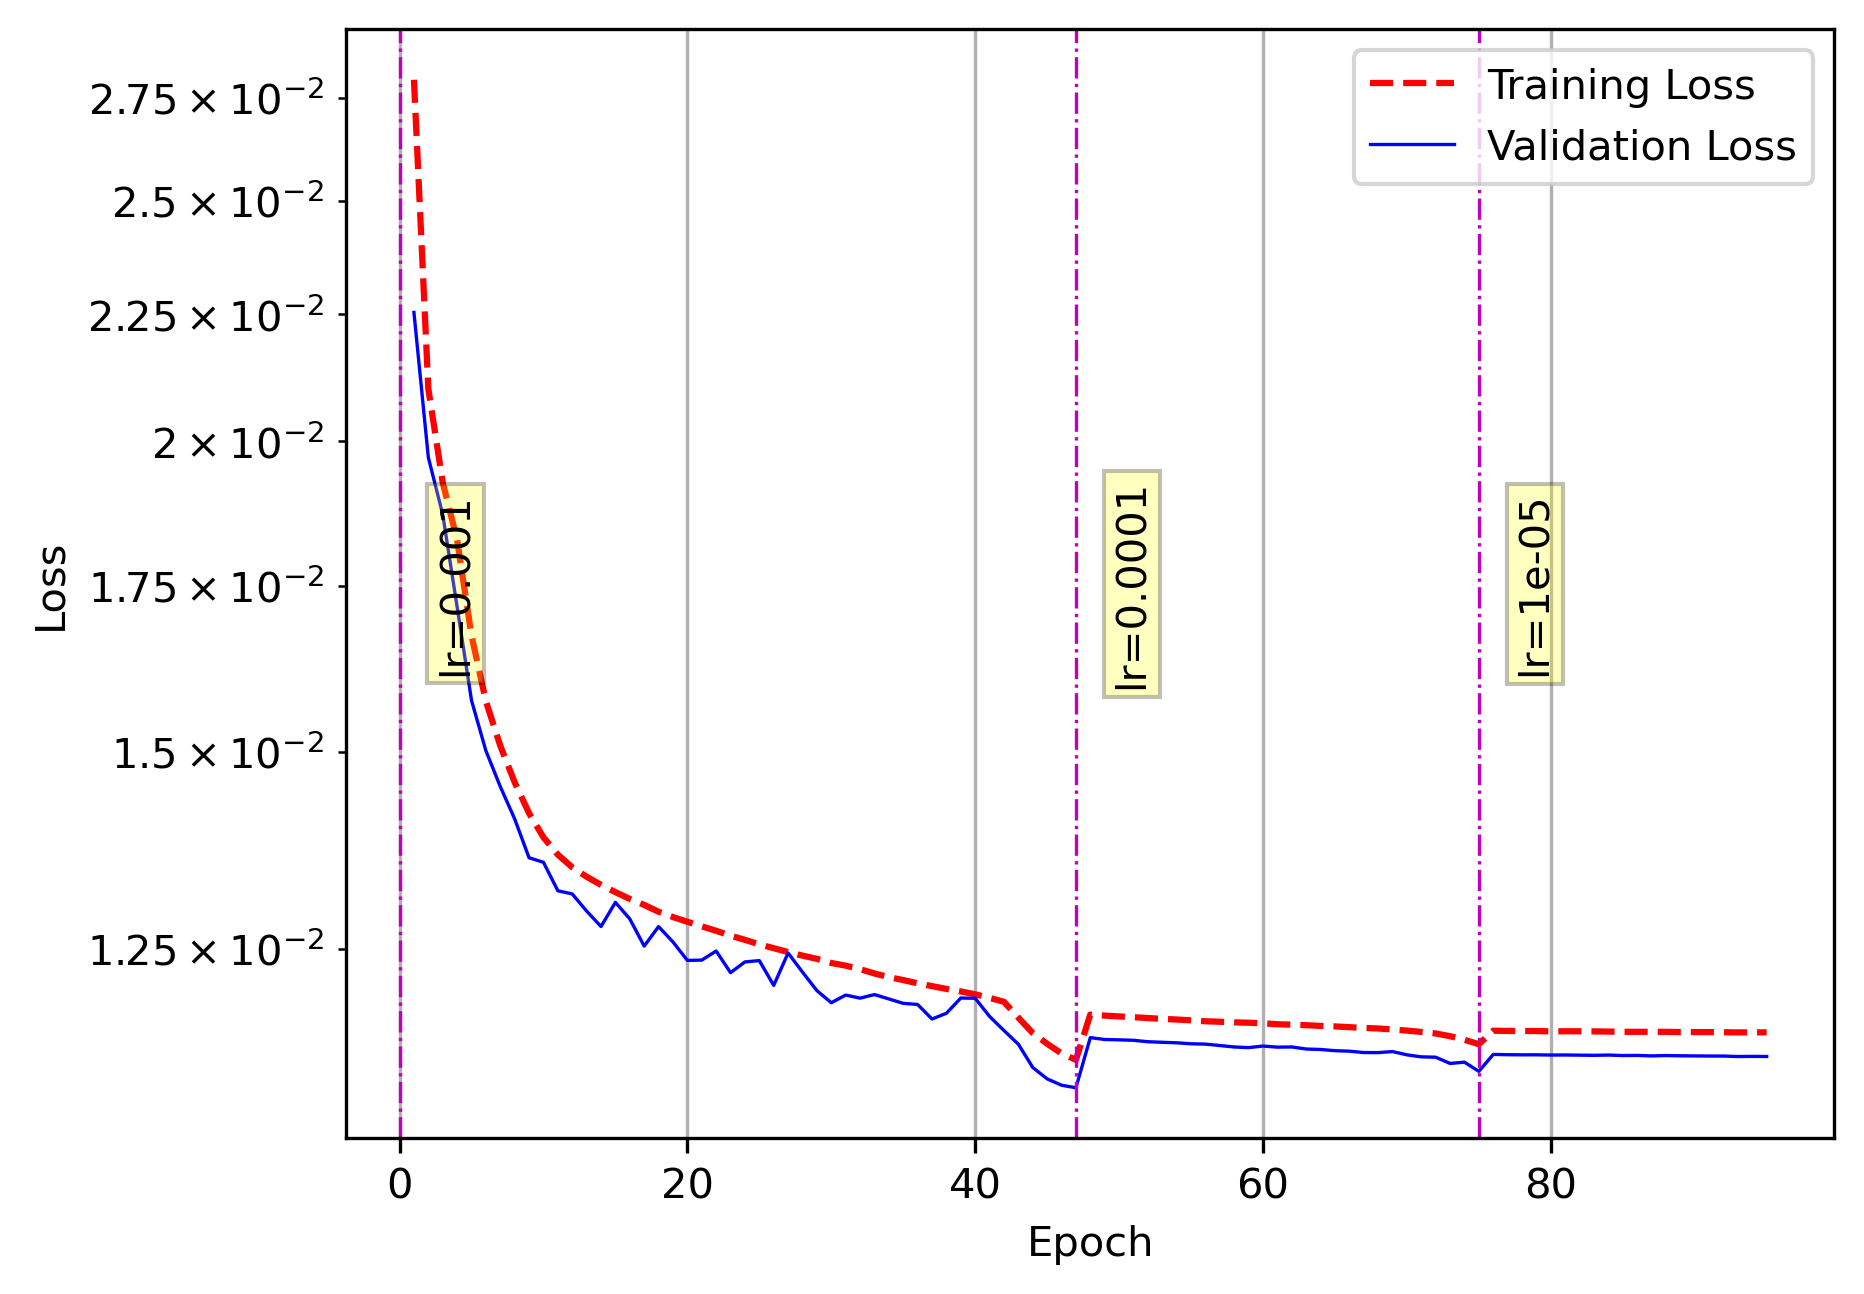 Training Loss
Validation Loss
2.75 × 10⁻²
2.5 × 10⁻²
2.25 × 10⁻²
2 × 10⁻²
1.75 × 10⁻²
1.5 × 10⁻²
1.25 × 10⁻²
Loss
lr=0.001
lr=0.0001
lr=1e-05
0 20 40 60 80
Epoch